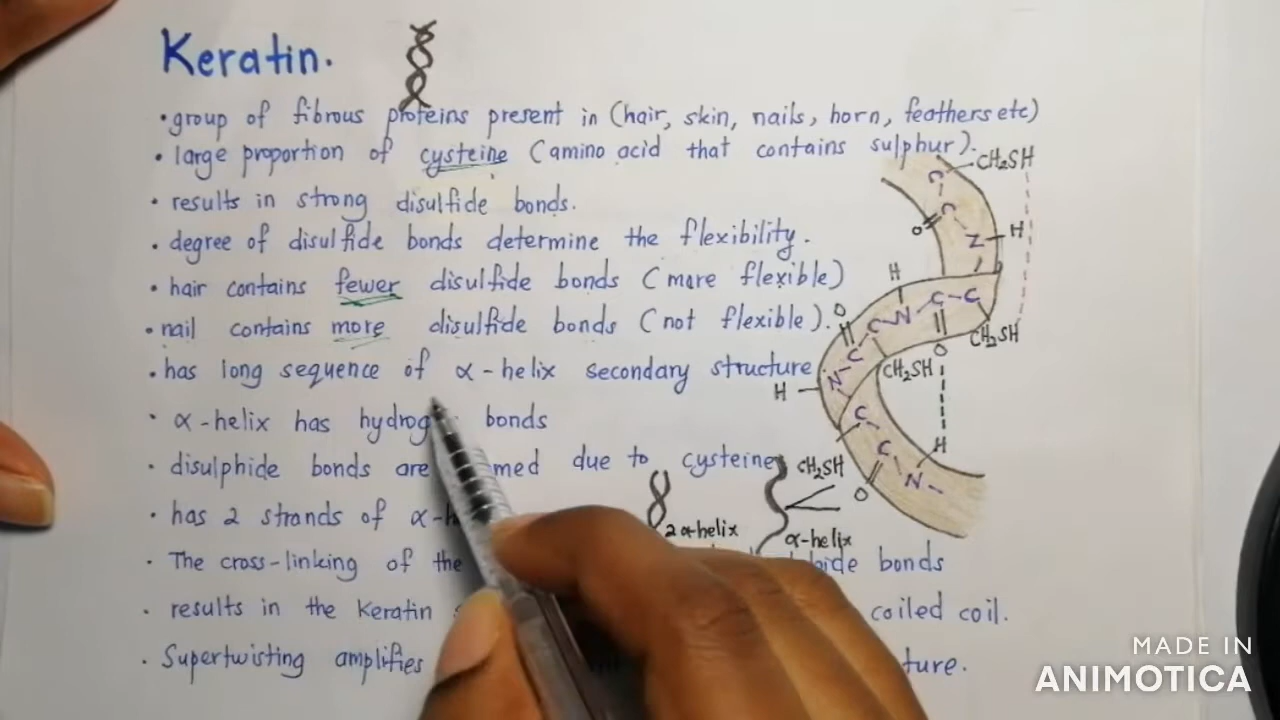 Keratin.
• group of fibrous proteins present in (hair, skin, nails, horn, feathers etc)
• large proportion of cysteine (amino acid that contains sulphur).
• results in strong disulfide bonds.
• degree of disulfide bonds determine the flexibility.
• hair contains fewer disulfide bonds (more flexible)
• nail contains more disulfide bonds (not flexible).
• has long sequence of α-helix secondary structure
• α-helix has bonds
• disulphide bonds are due to cysteine
• has 2 strands of
• The cross-linking of the bonds
• results in the Keratin coiled coil.
• Supertwisting amplifies
CH₂SH
C
C
O
N
H
H
C-C
N
C
O
CH₂SH
O
C
C
N
H
CH₂SH
C
C
H
N
O
CH₂SH
2 α-helix
α-helix
MADE IN
ANIMOTICA